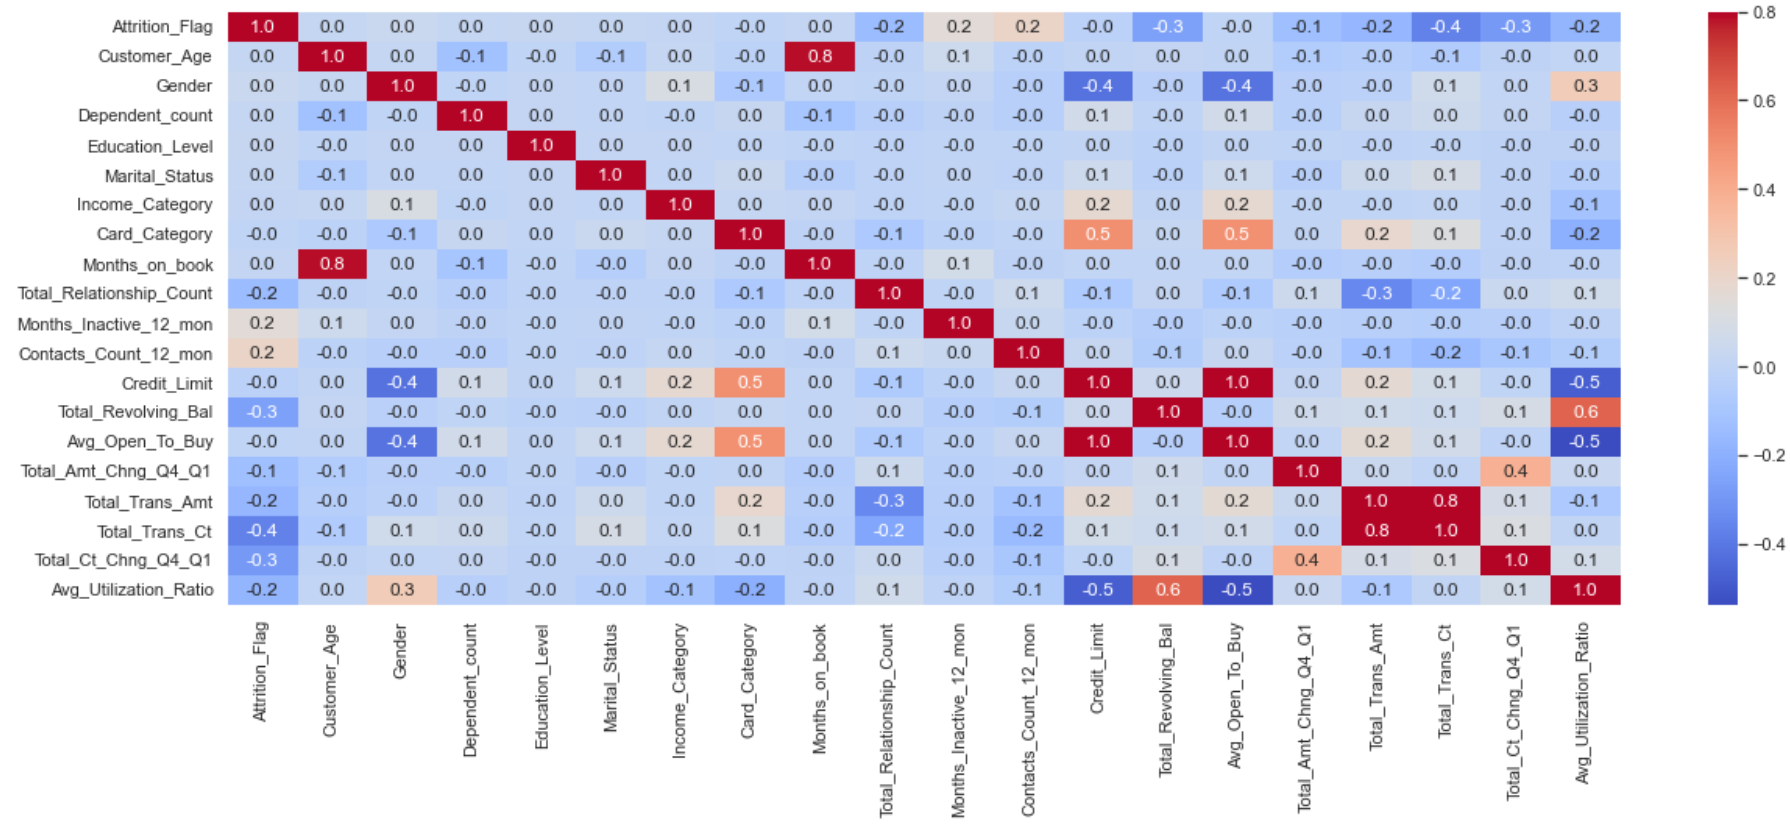 Attrition_Flag 1.0 0.0 0.0 0.0 0.0 0.0 0.0 -0.0 0.0 -0.2 0.2 0.2 -0.0 -0.3 -0.0 -0.1 -0.2 -0.4 -0.3 -0.2
Customer_Age 0.0 1.0 0.0 -0.1 -0.0 -0.1 0.0 -0.0 0.8 -0.0 0.1 -0.0 0.0 0.0 0.0 -0.1 -0.0 -0.1 -0.0 0.0
Gender 0.0 0.0 1.0 -0.0 0.0 0.0 0.1 -0.1 0.0 -0.0 0.0 -0.0 -0.4 -0.0 -0.4 -0.0 -0.0 0.1 0.0 0.3
Dependent_count 0.0 -0.1 -0.0 1.0 0.0 0.0 -0.0 0.0 -0.1 -0.0 -0.0 -0.0 0.1 -0.0 0.1 -0.0 0.0 0.0 0.0 -0.0
Education_Level 0.0 -0.0 0.0 0.0 1.0 0.0 0.0 0.0 -0.0 -0.0 0.0 -0.0 0.0 -0.0 0.0 -0.0 -0.0 -0.0 -0.0 -0.0
Marital_Status 0.0 -0.1 0.0 0.0 0.0 1.0 0.0 0.0 -0.0 -0.0 0.0 -0.0 0.1 -0.0 0.1 -0.0 0.0 0.1 0.0 -0.0
Income_Category 0.0 0.0 0.1 -0.0 0.0 0.0 1.0 0.0 0.0 -0.0 -0.0 0.0 0.2 0.0 0.2 -0.0 -0.0 0.0 -0.0 -0.1
Card_Category -0.0 -0.0 -0.1 0.0 0.0 0.0 0.0 1.0 -0.0 -0.1 -0.0 -0.0 0.5 0.0 0.5 0.0 0.2 0.1 -0.0 -0.2
Months_on_book 0.0 0.8 0.0 -0.1 -0.0 -0.0 0.0 -0.0 1.0 -0.0 0.1 -0.0 0.0 0.0 0.0 -0.0 -0.0 -0.0 -0.0 -0.0
Total_Relationship_Count -0.2 -0.0 -0.0 -0.0 -0.0 -0.0 -0.0 -0.1 -0.0 1.0 -0.0 0.1 -0.1 0.0 -0.1 0.1 -0.3 -0.2 0.0 0.1
Months_Inactive_12_mon 0.2 0.1 0.0 -0.0 0.0 0.0 -0.0 -0.0 0.1 -0.0 1.0 0.0 -0.0 -0.0 -0.0 -0.0 -0.0 -0.0 -0.0 -0.0
Contacts_Count_12_mon 0.2 -0.0 -0.0 -0.0 -0.0 -0.0 0.0 -0.0 -0.0 0.1 0.0 1.0 0.0 -0.1 0.0 -0.0 -0.1 -0.2 -0.1 -0.1
Credit_Limit -0.0 0.0 -0.4 0.1 0.0 0.1 0.2 0.5 0.0 -0.1 -0.0 0.0 1.0 0.0 1.0 0.0 0.2 0.1 -0.0 -0.5
Total_Revolving_Bal -0.3 0.0 -0.0 -0.0 -0.0 -0.0 0.0 0.0 0.0 0.0 -0.0 -0.1 0.0 1.0 -0.0 0.1 0.1 0.1 0.1 0.6
Avg_Open_To_Buy -0.0 0.0 -0.4 0.1 0.0 0.1 0.2 0.5 0.0 -0.1 -0.0 0.0 1.0 -0.0 1.0 0.0 0.2 0.1 -0.0 -0.5
Total_Amt_Chng_Q4_Q1 -0.1 -0.1 -0.0 -0.0 -0.0 -0.0 -0.0 0.0 -0.0 0.1 -0.0 -0.0 0.0 0.1 0.0 1.0 0.0 0.0 0.4 0.0
Total_Trans_Amt -0.2 -0.0 -0.0 0.0 -0.0 0.0 -0.0 0.2 -0.0 -0.3 -0.0 -0.1 0.2 0.1 0.2 0.0 1.0 0.8 0.1 -0.1
Total_Trans_Ct -0.4 -0.1 0.1 0.0 -0.0 0.1 0.0 0.1 -0.0 -0.2 -0.0 -0.2 0.1 0.1 0.1 0.0 0.8 1.0 0.1 0.0
Total_Ct_Chng_Q4_Q1 -0.3 -0.0 0.0 0.0 -0.0 0.0 -0.0 -0.0 -0.0 0.0 -0.0 -0.1 -0.0 0.1 -0.0 0.4 0.1 0.1 1.0 0.1
Avg_Utilization_Ratio -0.2 0.0 0.3 -0.0 -0.0 -0.0 -0.1 -0.2 -0.0 0.1 -0.0 -0.1 -0.5 0.6 -0.5 0.0 -0.1 0.0 0.1 1.0
Attrition_Flag
Customer_Age
Gender
Dependent_count
Education_Level
Marital_Status
Income_Category
Card_Category
Months_on_book
Total_Relationship_Count
Months_Inactive_12_mon
Contacts_Count_12_mon
Credit_Limit
Total_Revolving_Bal
Avg_Open_To_Buy
Total_Amt_Chng_Q4_Q1
Total_Trans_Amt
Total_Trans_Ct
Total_Ct_Chng_Q4_Q1
Avg_Utilization_Ratio
0.8
0.6
0.4
0.2
0.0
-0.2
-0.4